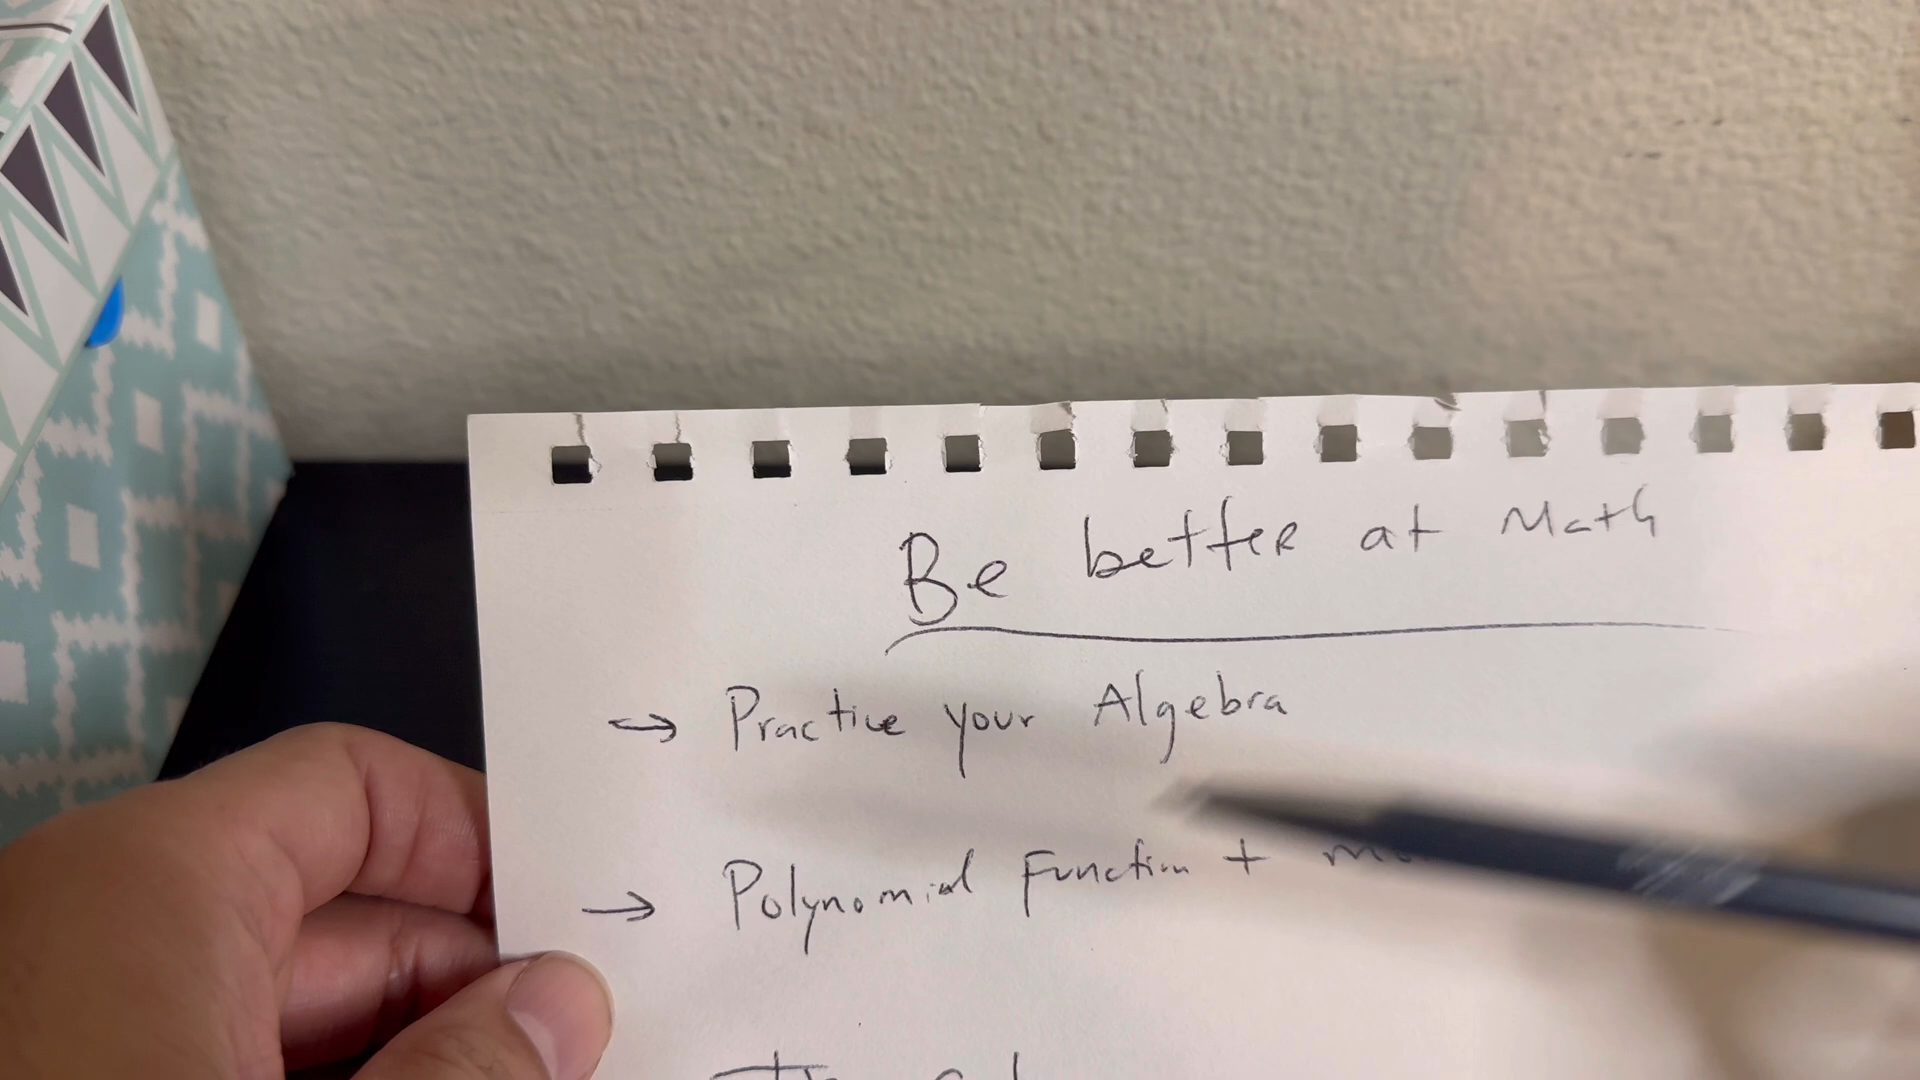 Be better at Math
→ Practice your Algebra
→ Polynomial Function +